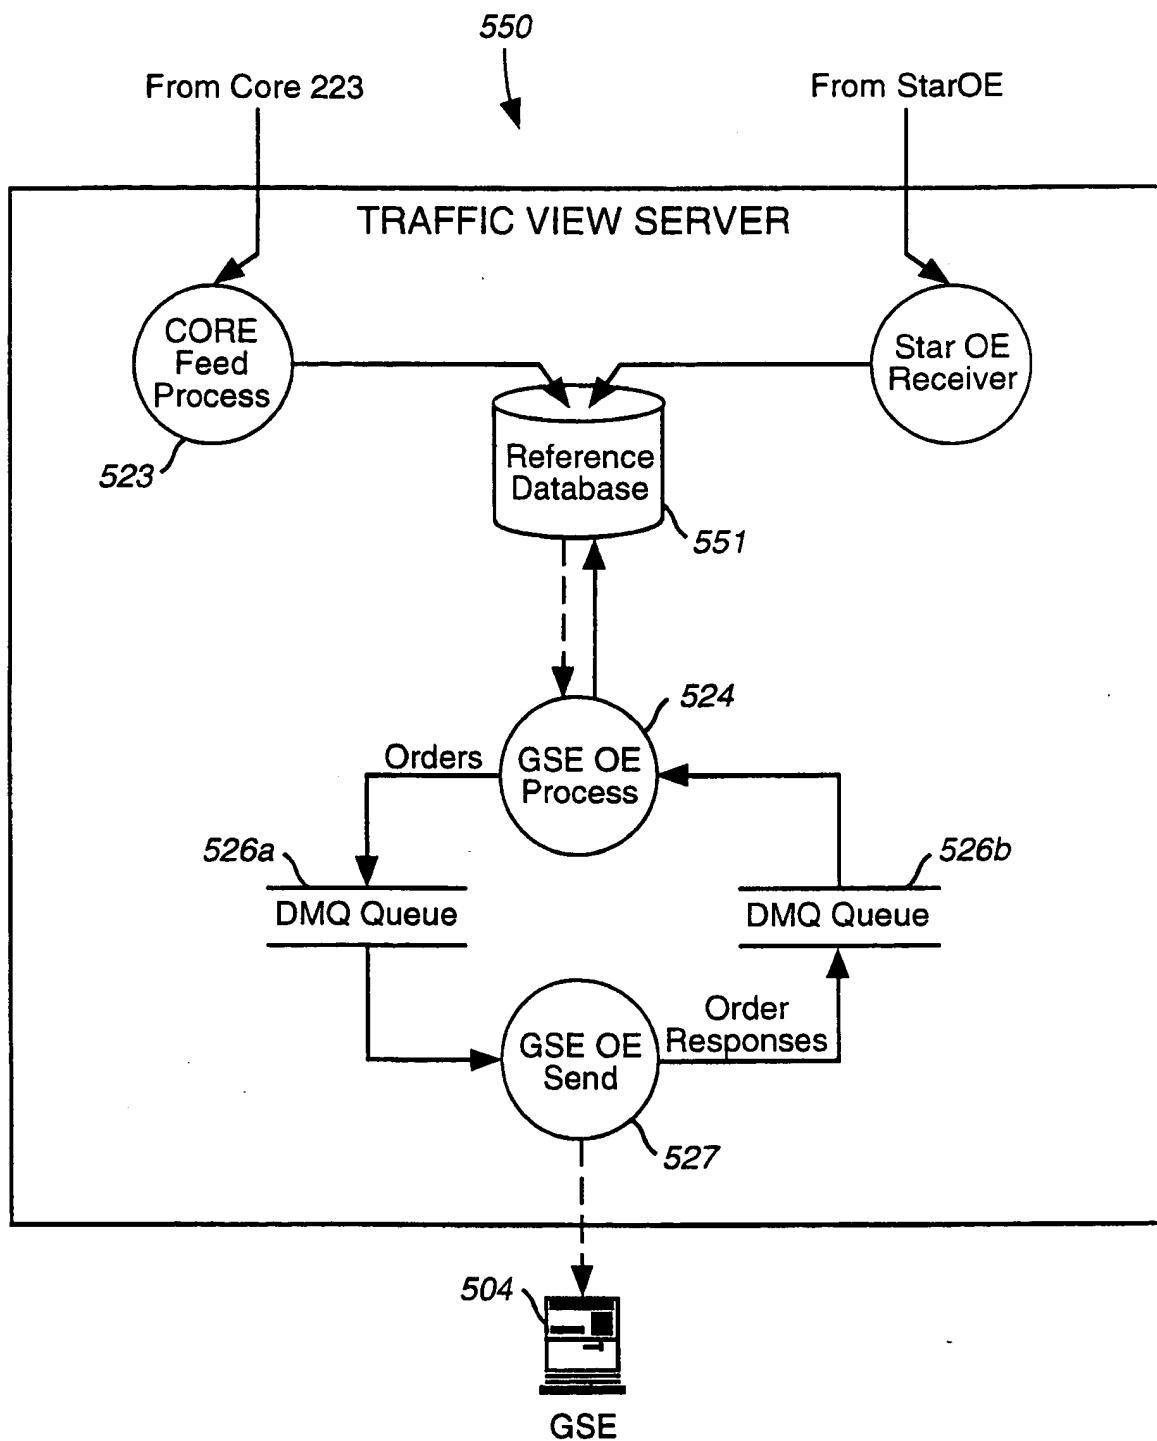 550
From Core 223
From StarOE
TRAFFIC VIEW SERVER
CORE
Feed
Process
523
Star OE
Receiver
Reference
Database
551
524
GSE OE
Process
Orders
526a
DMQ Queue
526b
DMQ Queue
GSE OE
Send
Order
Responses
527
504
GSE